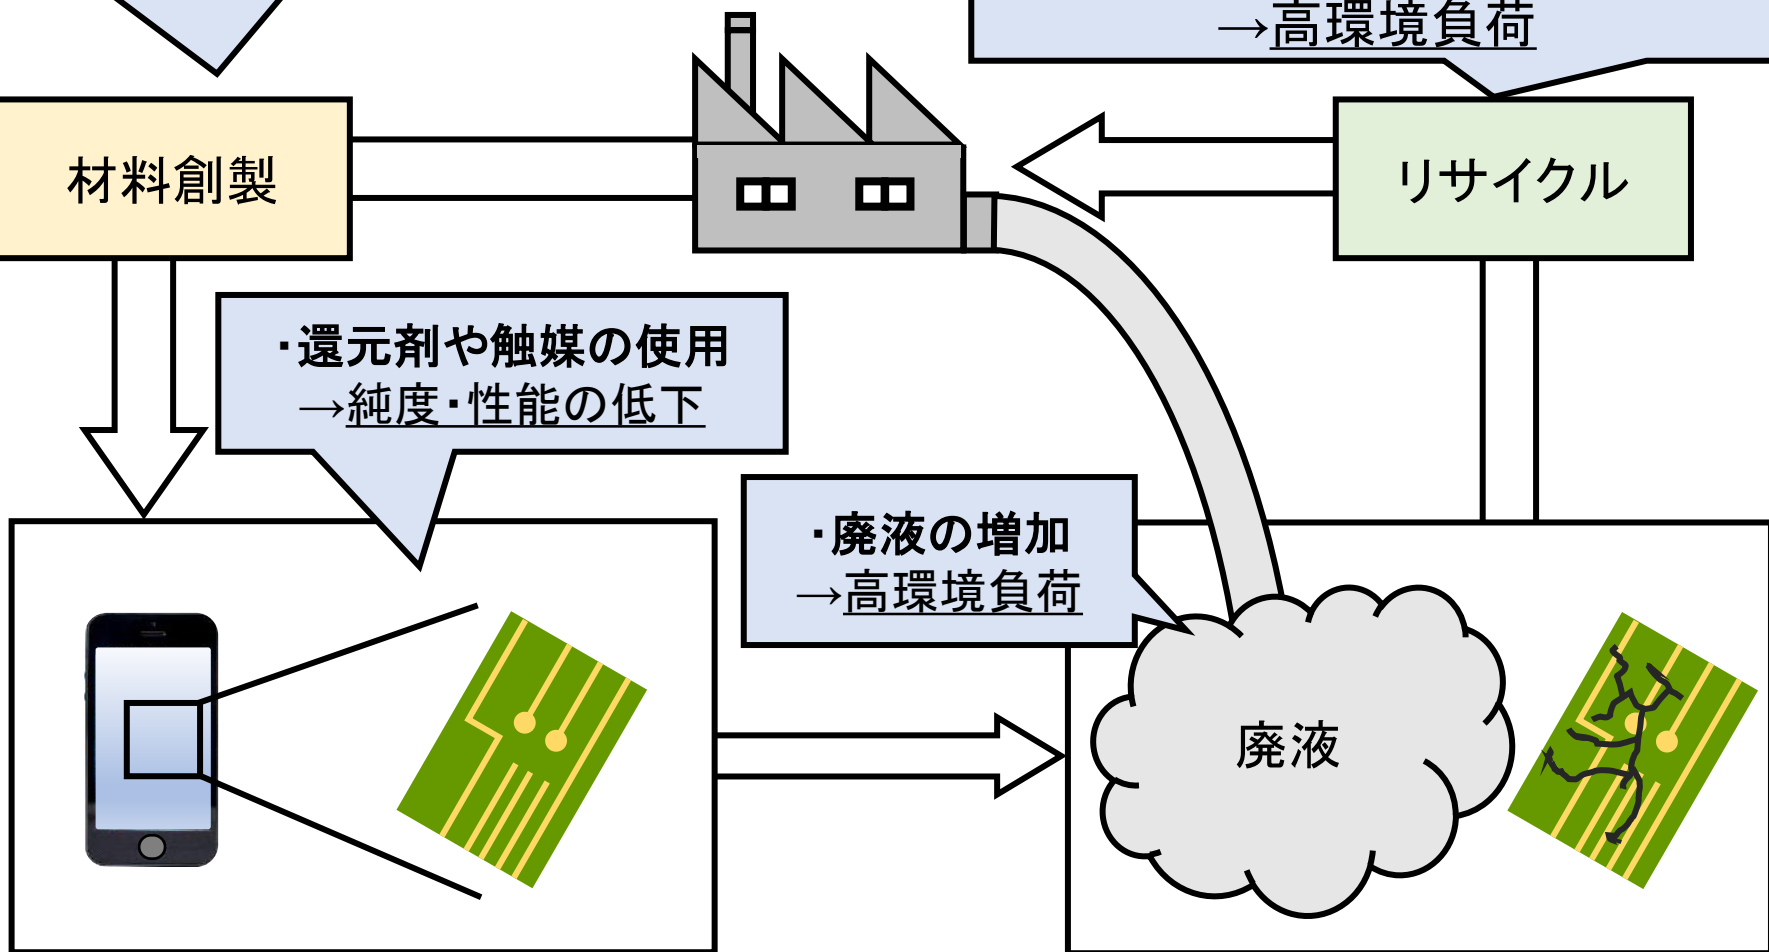 →高環境負荷
材料創製
リサイクル
・還元剤や触媒の使用
→純度・性能の低下
・廃液の増加
→高環境負荷
廃液